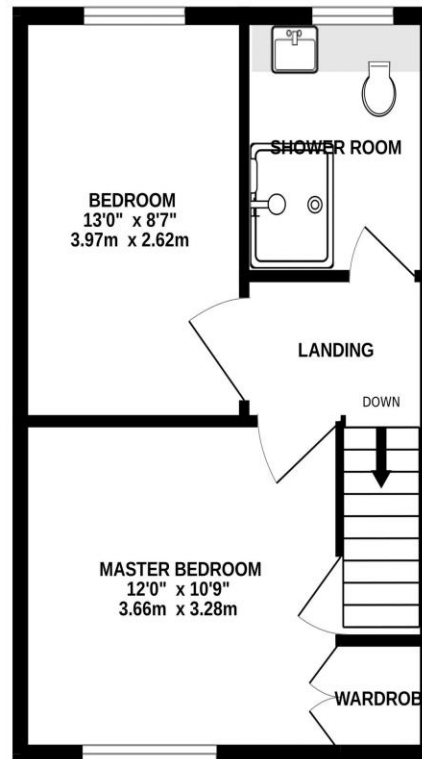 SHOWER ROOM
BEDROOM
13'0" x 8'7"
3.97m x 2.62m
LANDING
DOWN
MASTER BEDROOM
12'0" x 10'9"
3.66m x 3.28m
WARDROB